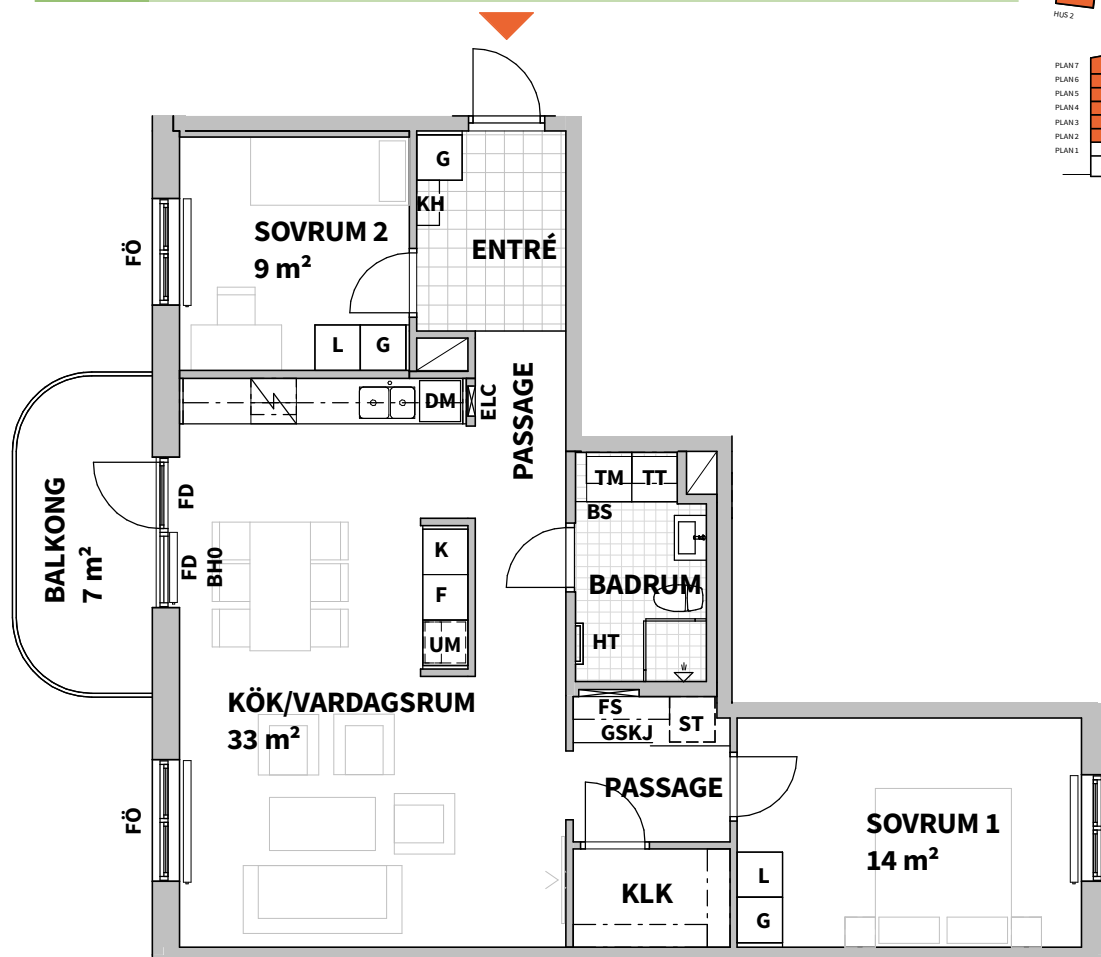 HUS 2
PLAN 7
PLAN 6
PLAN 5
PLAN 4
PLAN 3
PLAN 2
PLAN 1
G
KH
SOVRUM 2
9 m²
ENTRÉ
FÖ
L
G
DM
ELC
PASSAGE
BALKONG
7 m²
FD
FD
BH0
K
F
UM
TM
TT
BS
BADRUM
HT
KÖK/VARDAGSRUM
33 m²
FS
GSKJ
ST
PASSAGE
FÖ
SOVRUM 1
14 m²
KLK
L
G